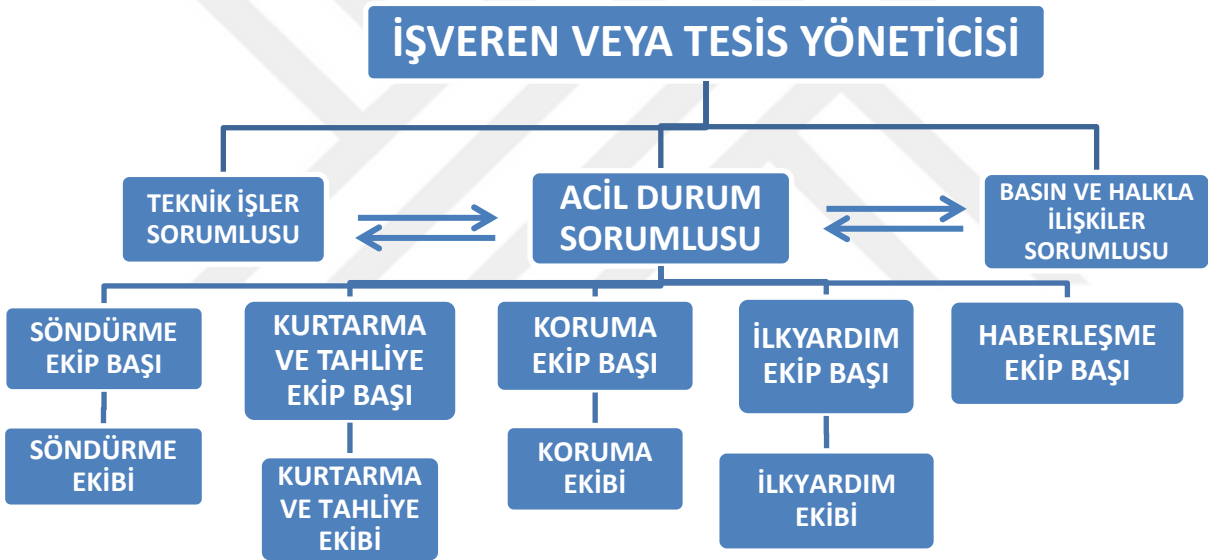 İŞVEREN VEYA TESİS YÖNETİCİSİ
TEKNİK İŞLER
SORUMLUSU
ACİL DURUM
SORUMLUSU
BASIN VE HALKLA
İLİŞKİLER
SORUMLUSU
SÖNDÜRME
EKİP BAŞI
KURTARMA
VE TAHLİYE
EKİP BAŞI
KORUMA
EKİP BAŞI
İLKYARDIM
EKİP BAŞI
HABERLEŞME
EKİP BAŞI
SÖNDÜRME
EKİBİ
KURTARMA
VE TAHLİYE
EKİBİ
KORUMA
EKİBİ
İLKYARDIM
EKİBİ